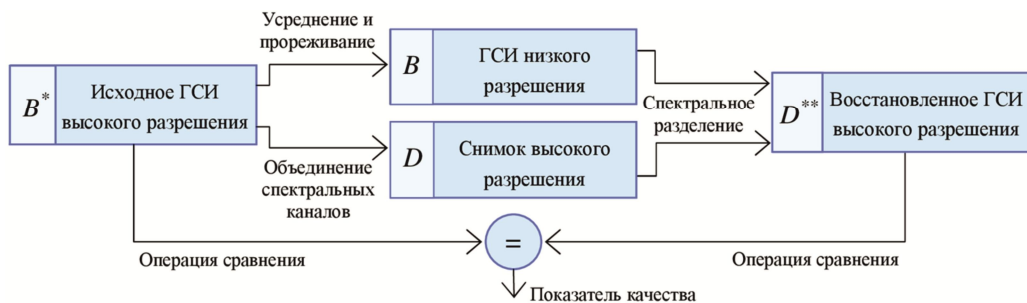 Усреднение и
прореживание
B*
Исходное ГСИ
высокого разрешения
B
ГСИ низкого
разрешения
Спектральное
разделение
D**
Восстановленное ГСИ
высокого разрешения
D
Снимок высокого
разрешения
Объединение
спектральных
каналов
=
Операция сравнения
Операция сравнения
Показатель качества